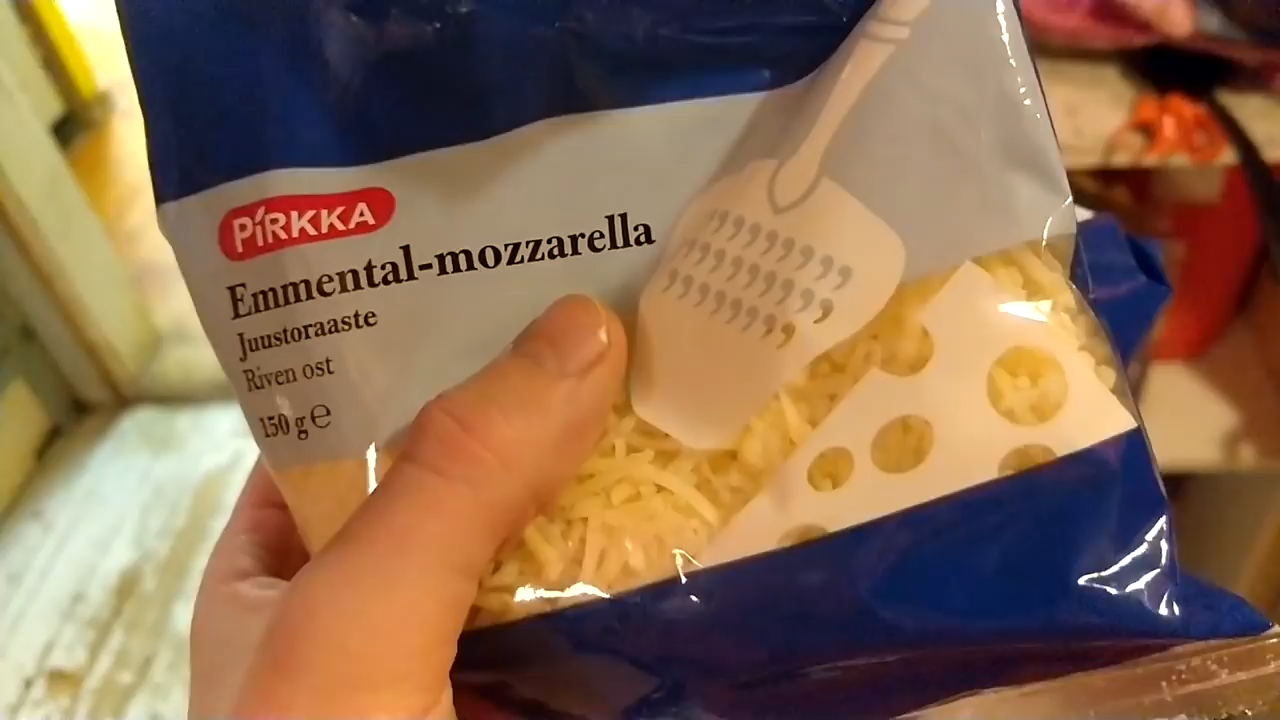 PIRKKA
Emmental-mozzarella
Juustoraaste
Riven ost
150 g ℮